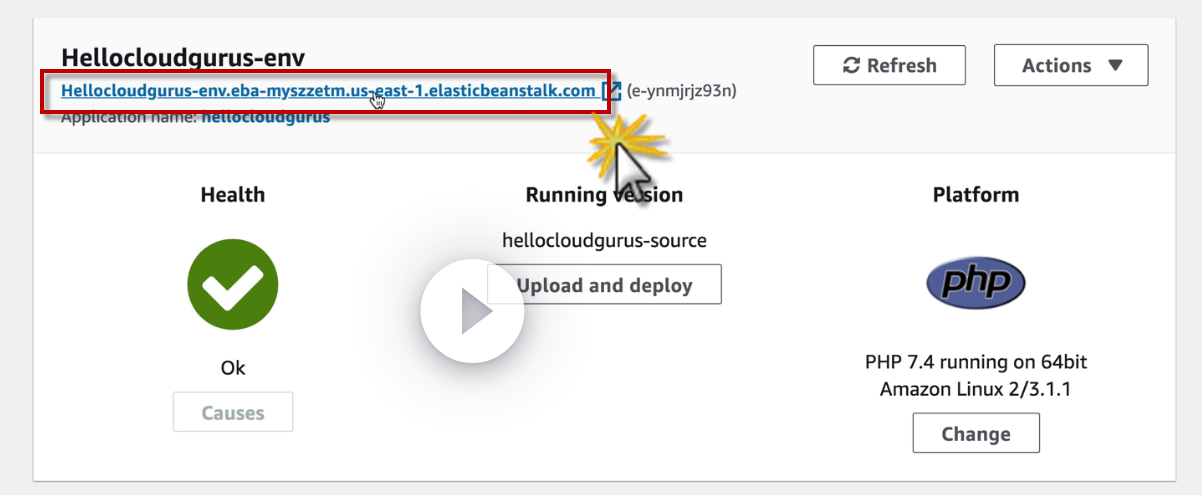 Hellocloudgurus-env
Refresh
Actions
Hellocloudgurus-env.eba-myszzetm.us-east-1.elasticbeanstalk.com (e-ynmjrjz93n)
Application name: hellocloudgurus
Health
Running version
Platform
hellocloudgurus-source
Upload and deploy
php
Ok
PHP 7.4 running on 64bit
Amazon Linux 2/3.1.1
Causes
Change